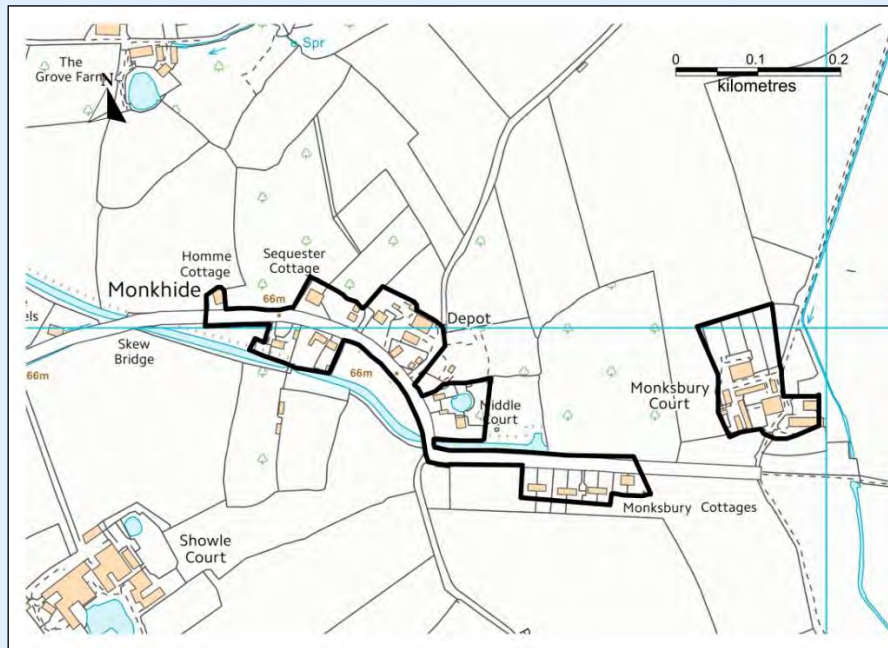 The
Grove Farm
N
Spr
0 0.1 0.2
kilometres
Homme
Cottage
Sequester
Cottage
Monkhide
66m
Depot
Skew
Bridge
66m
66m
Middle
Court
Monksbury
Court
Monksbury Cottages
Showle
Court